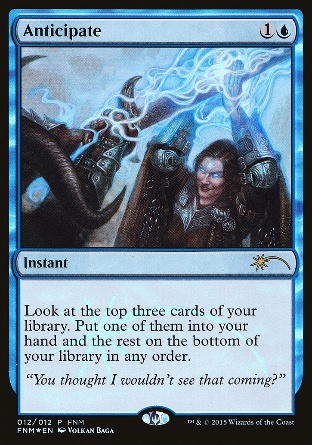 Anticipate 1
Instant
Look at the top three cards of your
library. Put one of them into your
hand and the rest on the bottom of
your library in any order.
“You thought I wouldn’t see that coming?”
012/012 P FNM
FNM★EN Volkan Baga
™ & © 2015 Wizards of the Coast